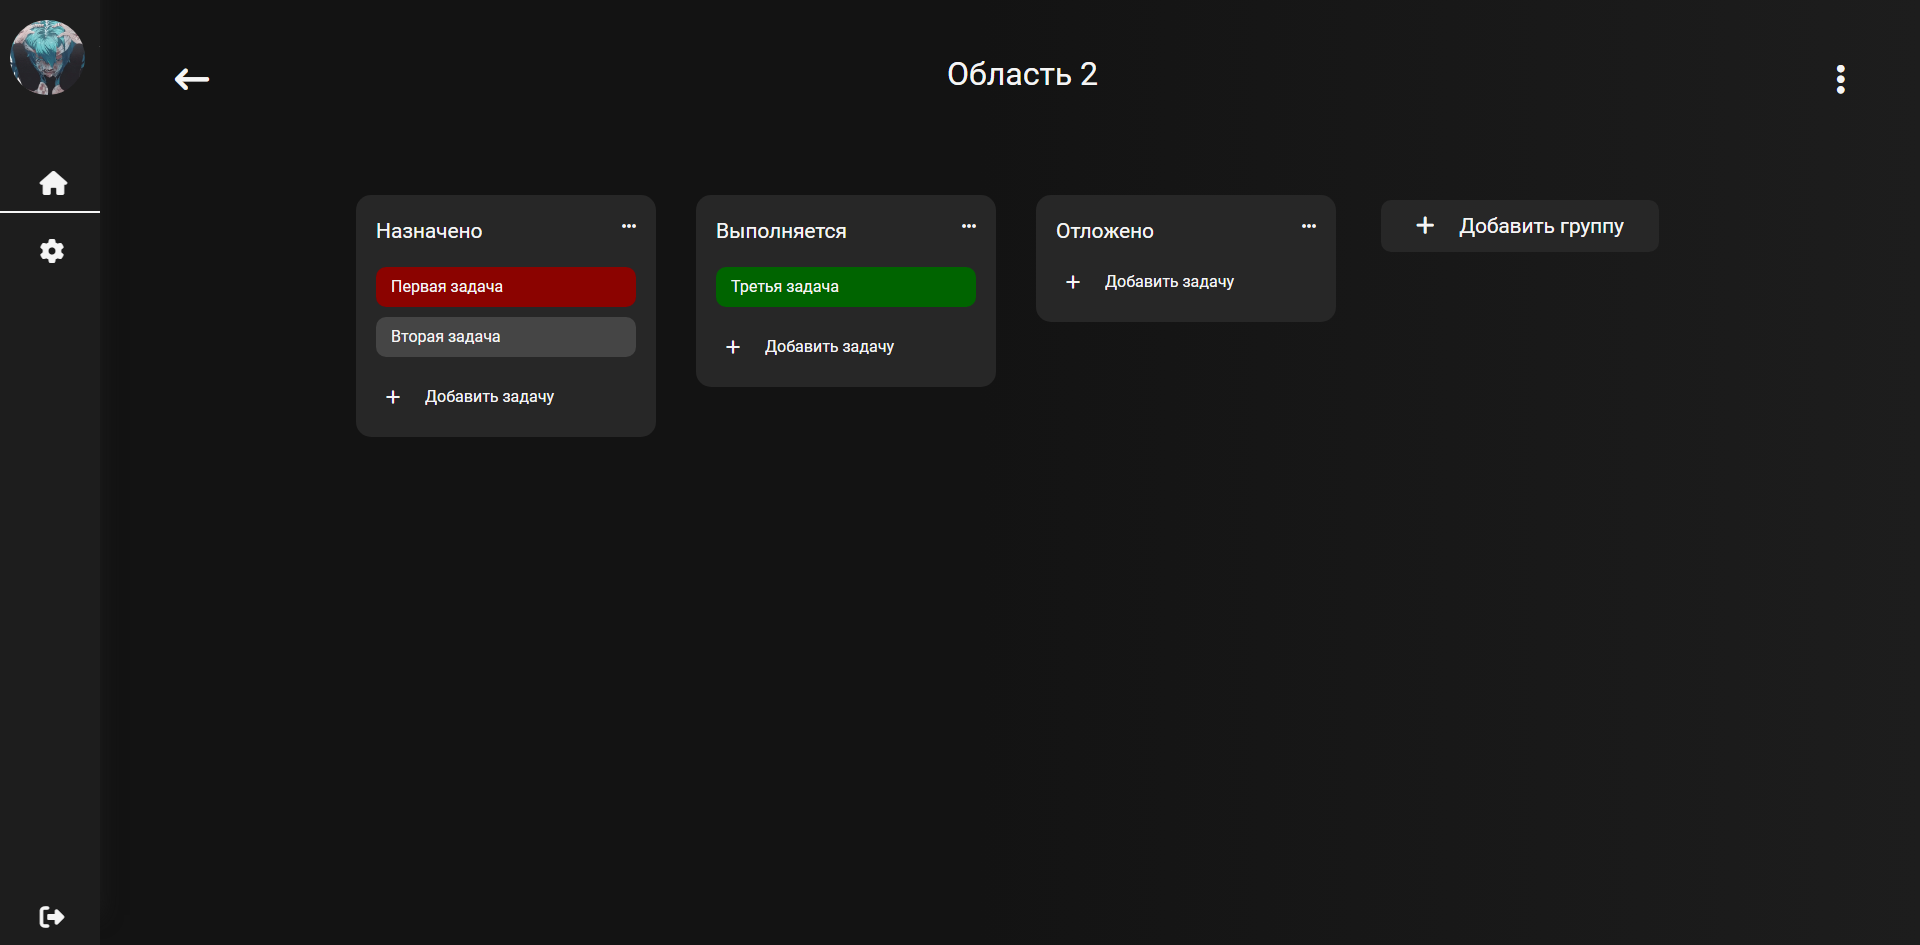 Область 2
Назначено
Первая задача
Вторая задача
Добавить задачу
Выполняется
Третья задача
Добавить задачу
Отложено
Добавить задачу
Добавить группу